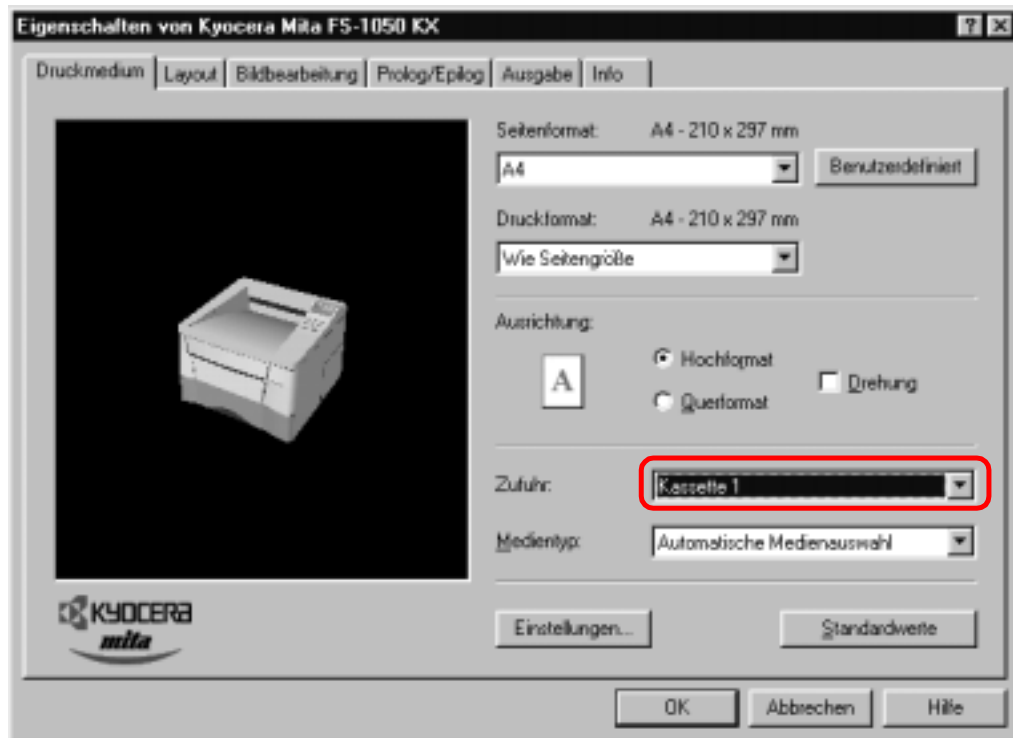 Eigenschaften von Kyocera Mita FS-1050 KX
Druckmedium Layout Bildbearbeitung Prolog/Epilog Ausgabe Info
Seitenformat: A4 - 210 x 297 mm
A4 Benutzerdefiniert
Druckformat: A4 - 210 x 297 mm
Wie Seitengröße
Ausrichtung:
A
Hochformat
Querformat
Drehung
Zufuhr: Kassette 1
Medientyp: Automatische Medienauswahl
KYOCERA
mita
Einstellungen... Standardwerte
OK Abbrechen Hilfe